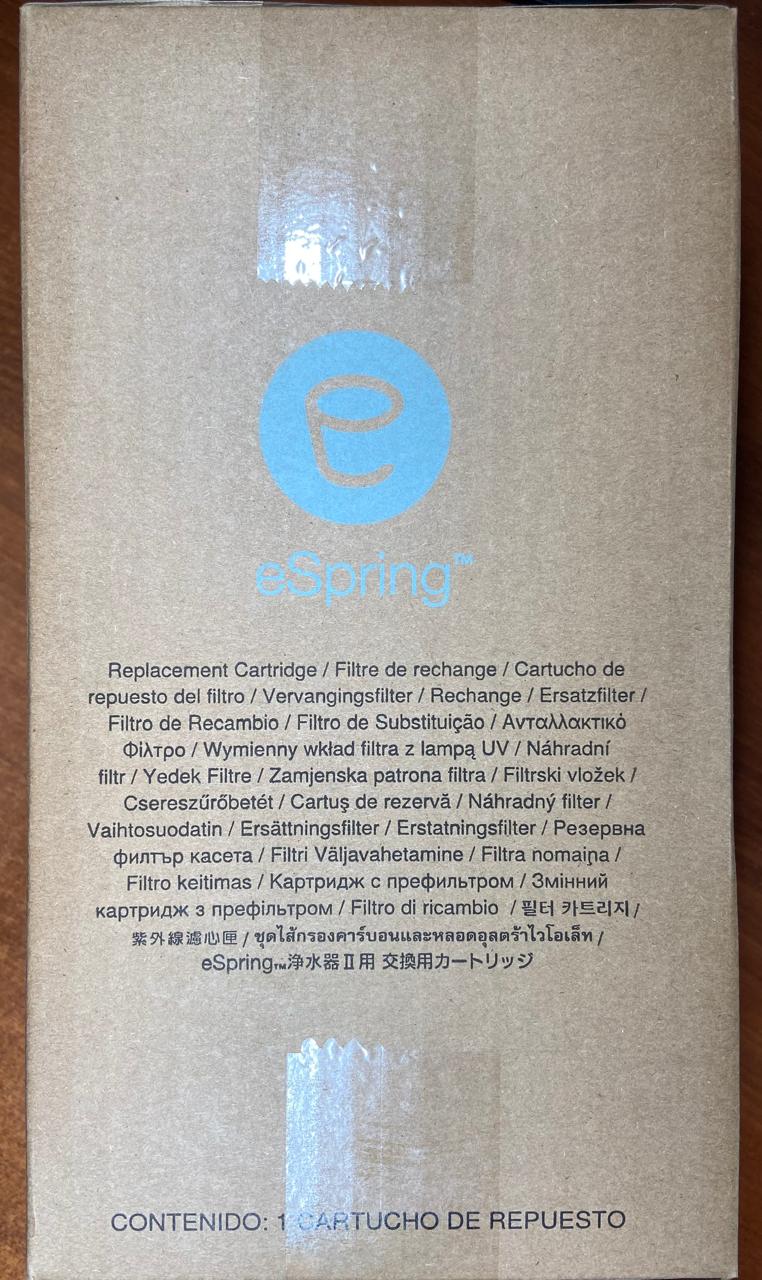 eSpring™
Replacement Cartridge / Filtre de rechange / Cartucho de
repuesto del filtro / Vervangingsfilter / Rechange / Ersatzfilter /
Filtro de Recambio / Filtro de Substituição / Ανταλλακτικό
Φίλτρο / Wymienny wkład filtra z lampą UV / Náhradní
filtr / Yedek Filtre / Zamjenska patrona filtra / Filtrski vložek /
Csereszűrőbetét / Cartuş de rezervă / Náhradný filter /
Vaihtosuodatin / Ersättningsfilter / Erstatningsfilter / Резервна
филтър касета / Filtri Väljavahetamine / Filtra nomaiņa /
Filtro keitimas / Картридж с префильтром / Змінний
картридж з префільтром / Filtro di ricambio / 필터 카트리지 /
紫外線濾心匣 / ชุดไส้กรองคาร์บอนและหลอดอุลตร้าไวโอเล็ท /
eSpring™浄水器Ⅱ用 交換用カートリッジ
CONTENIDO: 1 CARTUCHO DE REPUESTO